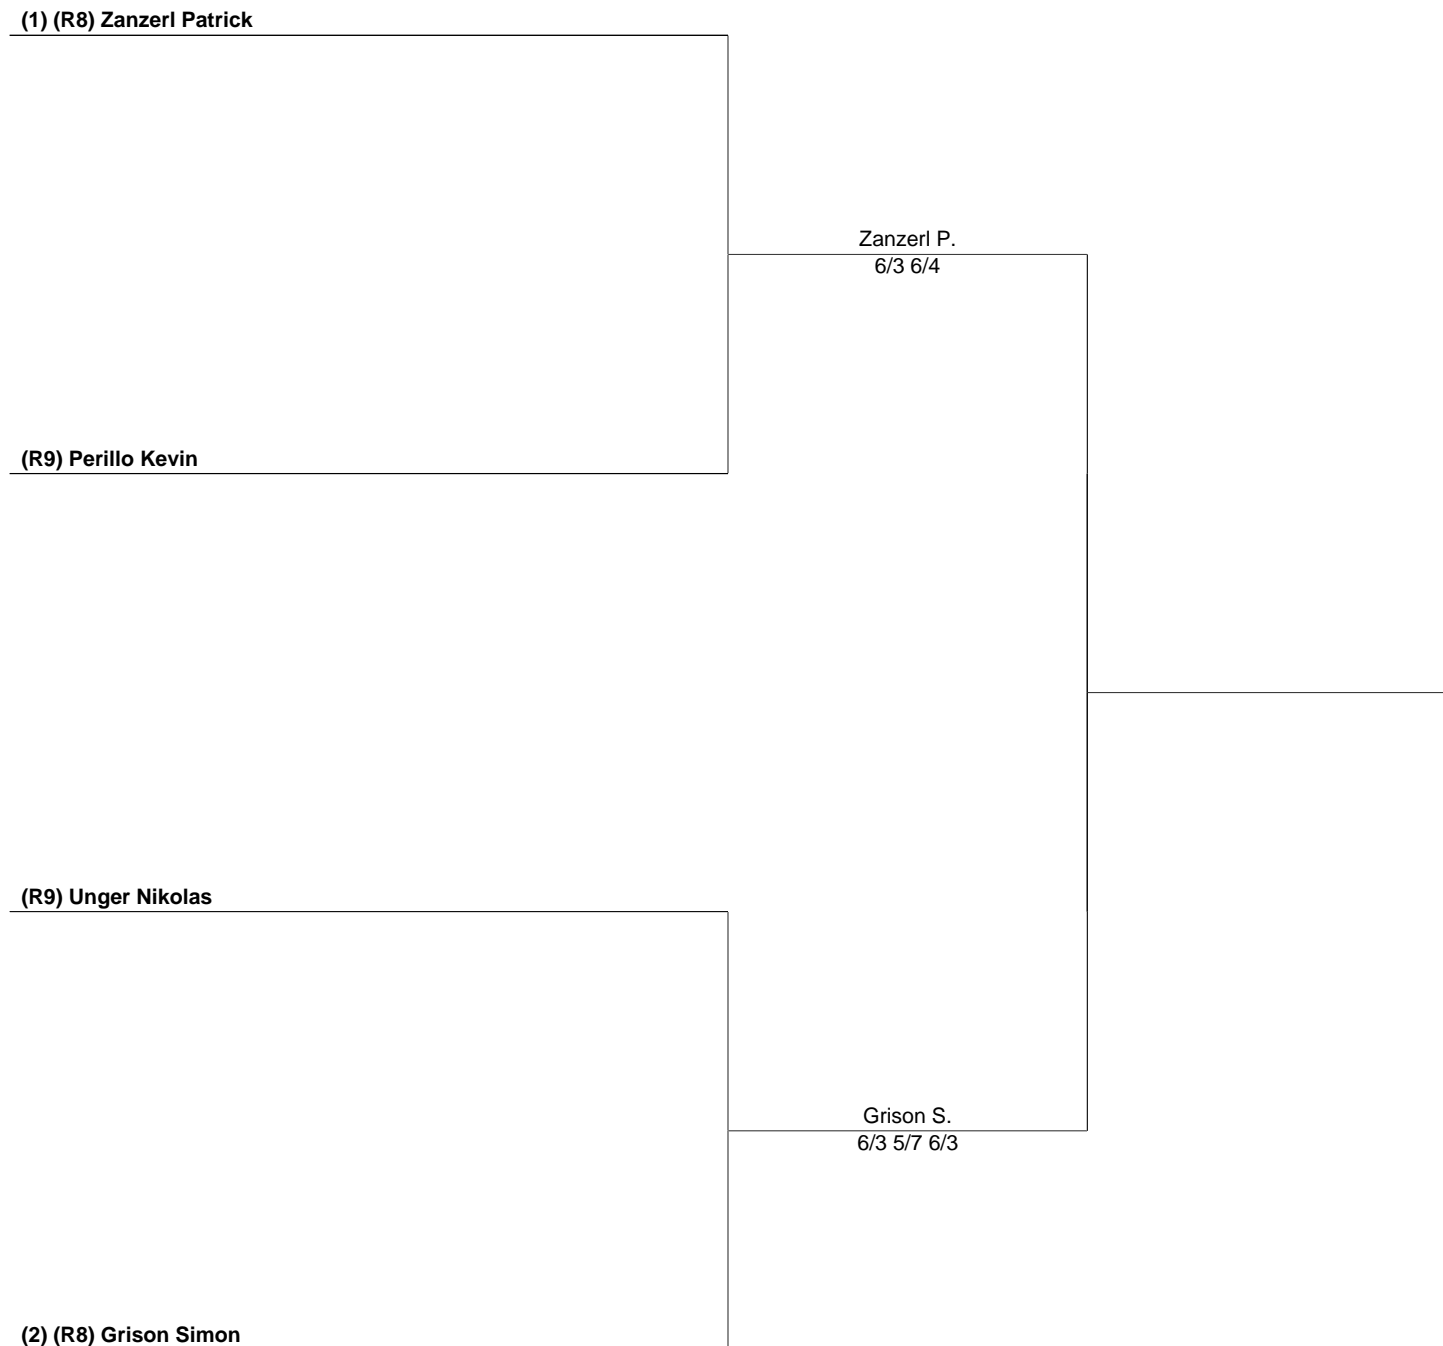 (1) (R8) Zanzerl Patrick
Zanzerl P.
6/3 6/4
(R9) Perillo Kevin
(R9) Unger Nikolas
Grison S.
6/3 5/7 6/3
(2) (R8) Grison Simon